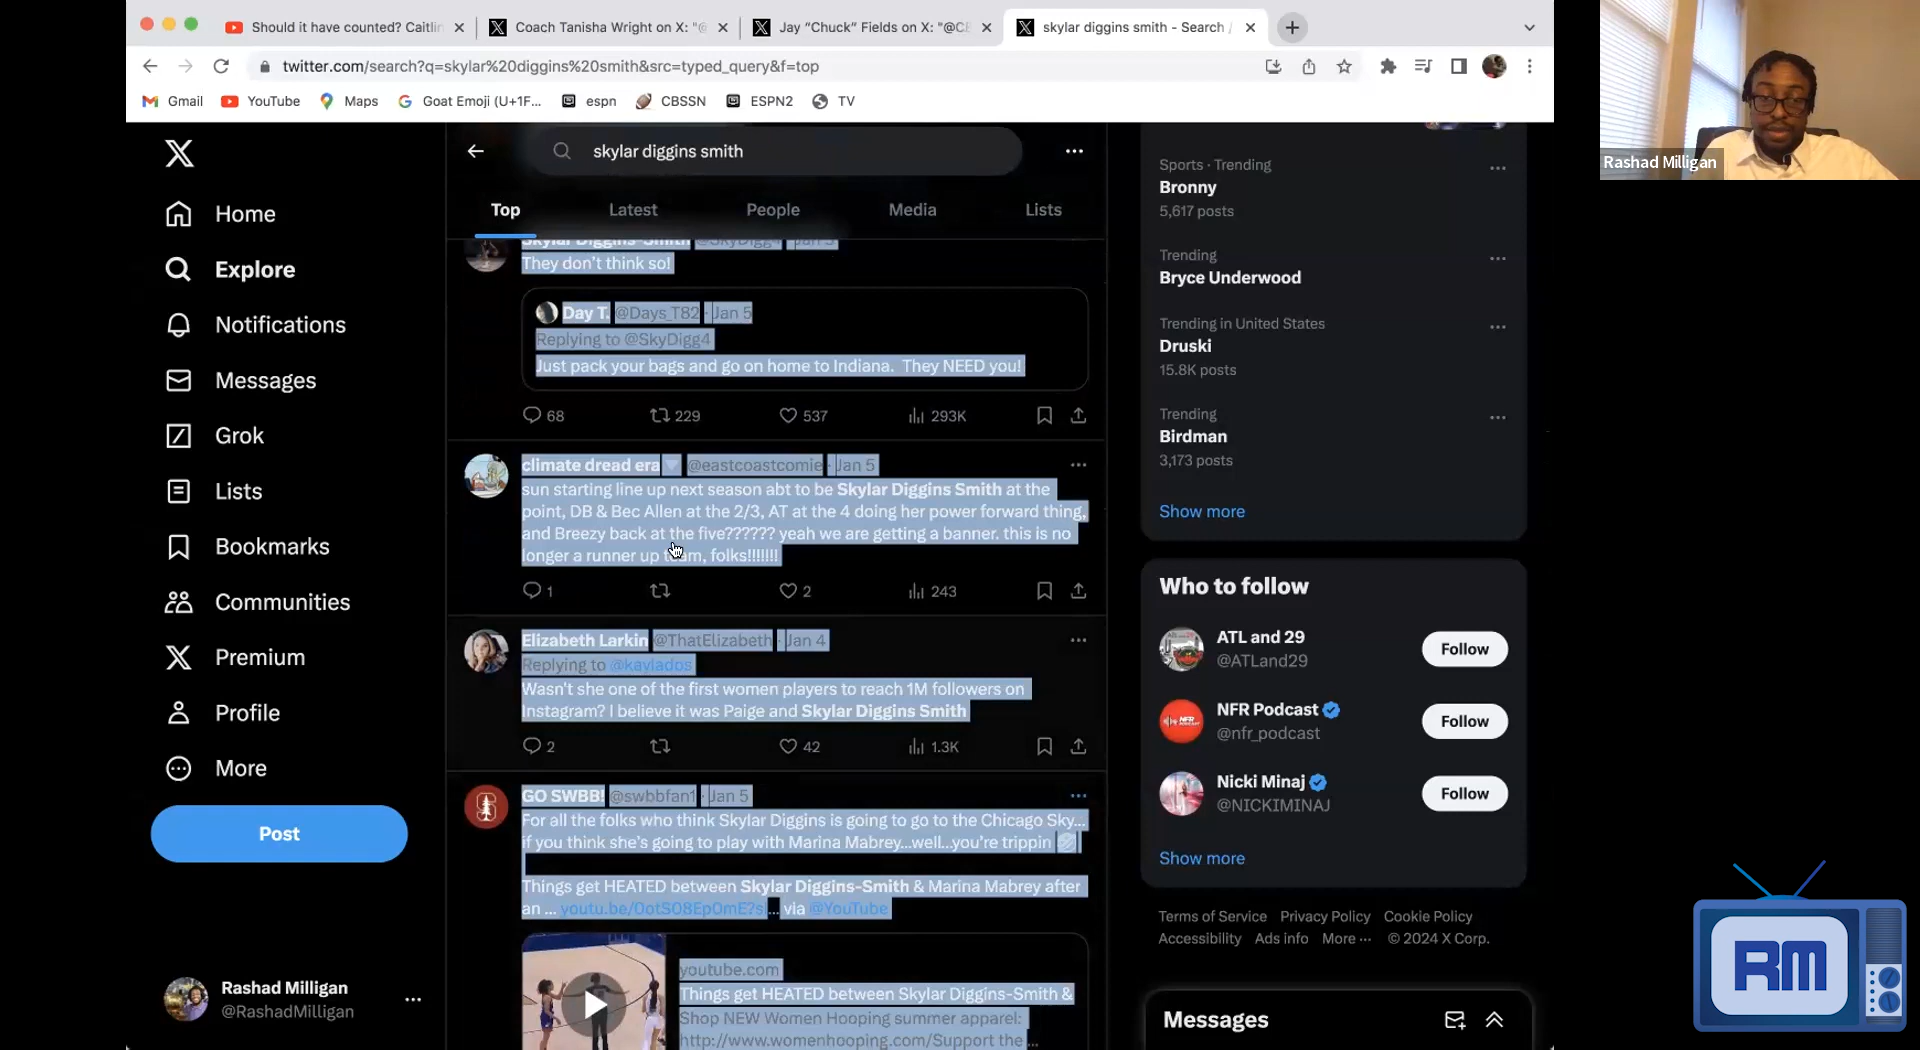 Should it have counted? Caitlin
Coach Tanisha Wright on X: "@
Jay “Chuck” Fields on X: "@CB
skylar diggins smith - Search /
twitter.com/search?q=skylar%20diggins%20smith&src=typed_query&f=top
Gmail
YouTube
Maps
Goat Emoji (U+1F...
espn
CBSSN
ESPN2
TV
Home
Explore
Notifications
Messages
Grok
Lists
Bookmarks
Communities
Premium
Profile
More
Post
Rashad Milligan
@RashadMilligan
skylar diggins smith
Top
Latest
People
Media
Lists
Skylar Diggins-Smith @SkyDigg4 · Jan 5
They don’t think so!
Day T. @Days_T82 · Jan 5
Replying to @SkyDigg4
Just pack your bags and go on home to Indiana. They NEED you!
68
229
537
293K
climate dread era @eastcoastcomie · Jan 5
sun starting line up next season abt to be Skylar Diggins Smith at the
point, DB & Bec Allen at the 2/3, AT at the 4 doing her power forward thing,
and Breezy back at the five?????? yeah we are getting a banner. this is no
longer a runner up team, folks!!!!!!!
1
2
243
Elizabeth Larkin @ThatElizabeth · Jan 4
Replying to @kaylados
Wasn't she one of the first women players to reach 1M followers on
Instagram? I believe it was Paige and Skylar Diggins Smith
2
42
1.3K
GO SWBB! @swbbfan1 · Jan 5
For all the folks who think Skylar Diggins is going to go to the Chicago Sky...
if you think she’s going to play with Marina Mabrey...well...you’re trippin
Things get HEATED between Skylar Diggins-Smith & Marina Mabrey after
an ... youtu.be/0otS08Ep0mE?si... via @YouTube
youtube.com
Things get HEATED between Skylar Diggins-Smith &
Shop NEW Women Hooping summer apparel:
http://www.womenhooping.com/Support the ...
Sports · Trending
Bronny
5,617 posts
Trending
Bryce Underwood
Trending in United States
Druski
15.8K posts
Trending
Birdman
3,173 posts
Show more
Who to follow
ATL and 29
@ATLand29
Follow
NFR Podcast
@nfr_podcast
Follow
Nicki Minaj
@NICKIMINAJ
Follow
Show more
Terms of Service Privacy Policy Cookie Policy
Accessibility Ads info More ··· © 2024 X Corp.
Messages
Rashad Milligan
RM